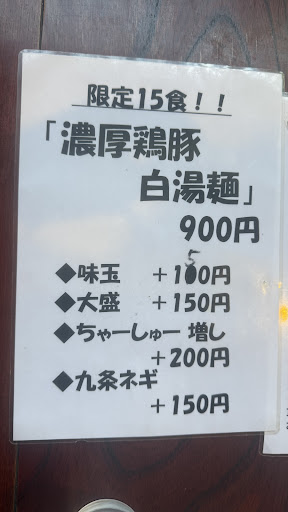 限定15食！！
「濃厚鶏豚
白湯麺」
900円
◆味玉 ＋150円
◆大盛 ＋150円
◆ちゃーしゅー 増し
＋200円
◆九条ネギ
＋150円